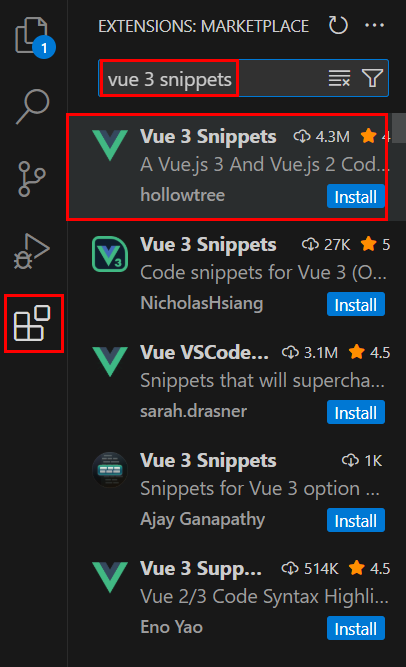 EXTENSIONS: MARKETPLACE
1
vue 3 snippets
Vue 3 Snippets 4.3M 4
A Vue.js 3 And Vue.js 2 Cod...
hollowtree Install
Vue 3 Snippets 27K 5
3
Code snippets for Vue 3 (O...
NicholasHsiang Install
Vue VSCode... 3.1M 4.5
Snippets that will supercha...
sarah.drasner Install
Vue 3 Snippets 1K
Snippets for Vue 3 option ...
Ajay Ganapathy Install
Vue 3 Supp... 514K 4.5
Vue 2/3 Code Syntax Highli...
Eno Yao Install